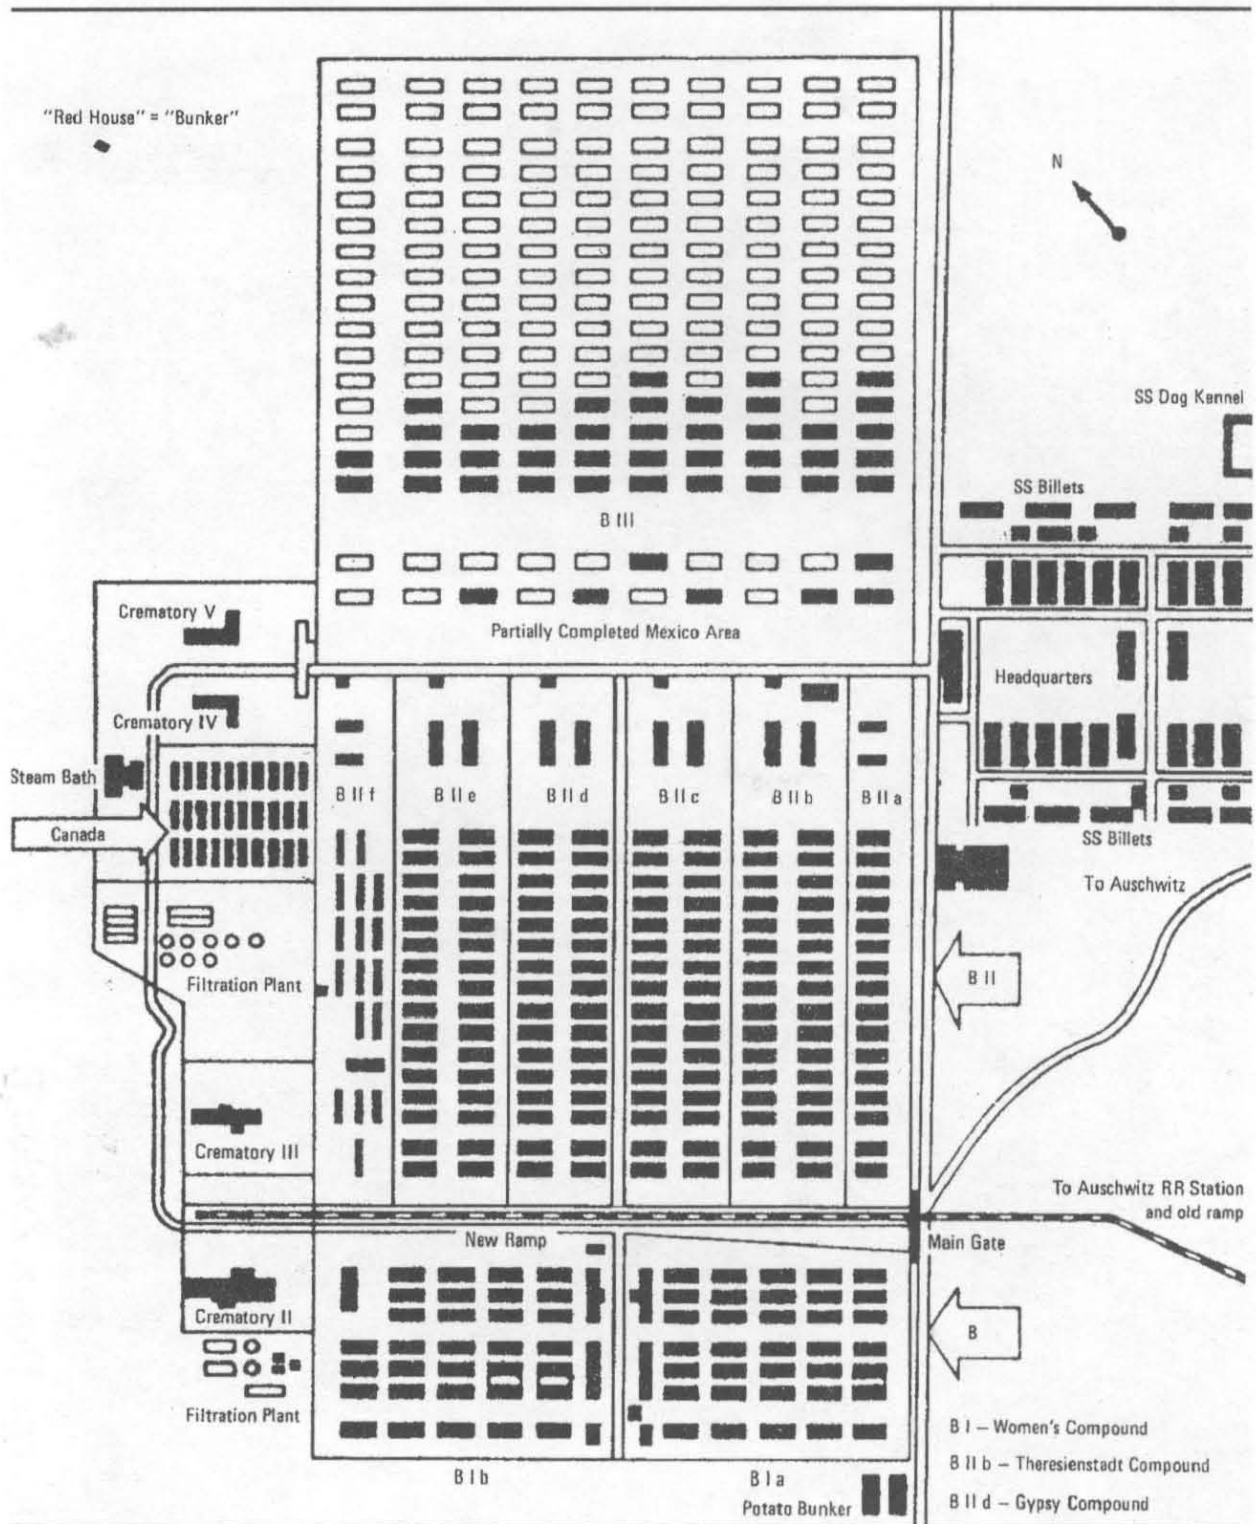 "Red House" = "Bunker"
N
SS Dog Kennel
SS Billets
B III
Partially Completed Mexico Area
Crematory V
Headquarters
Crematory IV
Steam Bath
Canada
B II f
B II e
B II d
B II c
B II b
B II a
SS Billets
To Auschwitz
B II
Filtration Plant
Crematory III
To Auschwitz RR Station
and old ramp
New Ramp
Main Gate
Crematory II
B
Filtration Plant
B I – Women's Compound
B I b
B I a
B II b – Theresienstadt Compound
Potato Bunker
B II d – Gypsy Compound